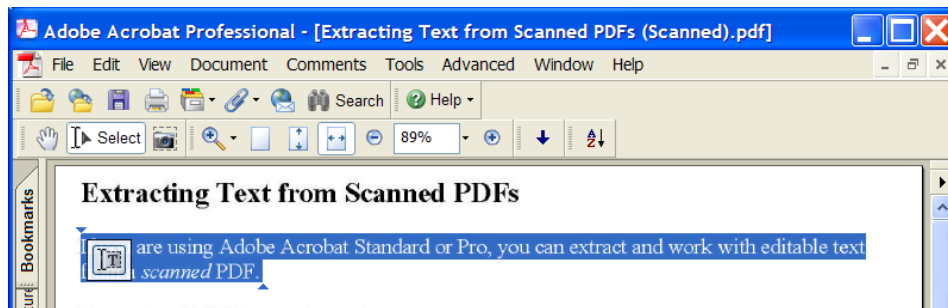 Adobe Acrobat Professional - [Extracting Text from Scanned PDFs (Scanned).pdf]
File Edit View Document Comments Tools Advanced Window Help
Search Help
Select 89%
Bookmarks
Extracting Text from Scanned PDFs
are using Adobe Acrobat Standard or Pro, you can extract and work with editable text
scanned PDF.